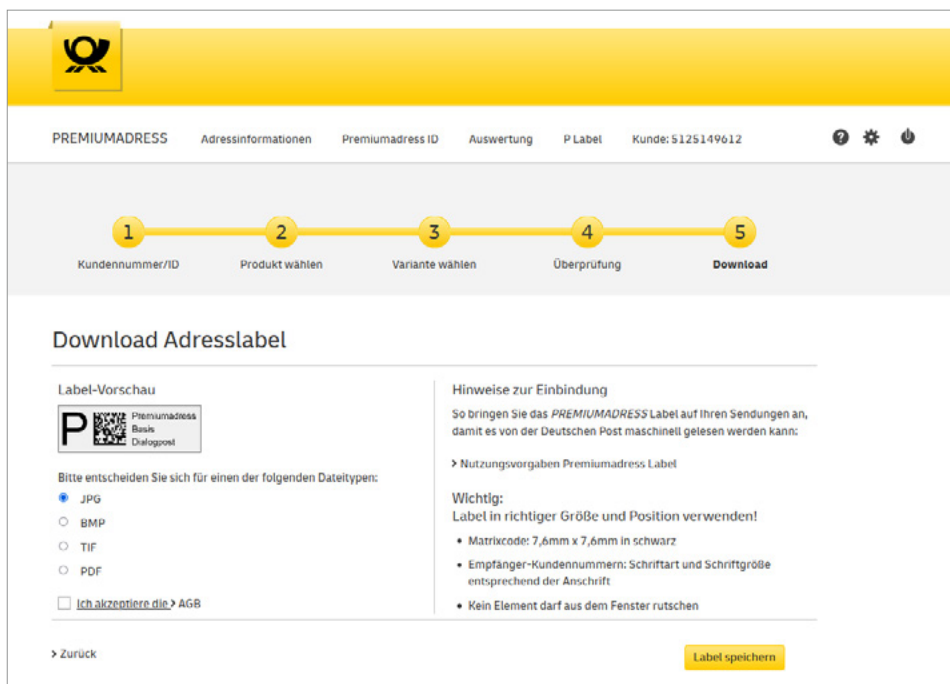 PREMIUMADRESS Adressinformationen Premiumadress ID Auswertung P Label Kunde: 5125149612
1 2 3 4 5
Kundennummer/ID Produkt wählen Variante wählen Überprüfung Download
Download Adresslabel
Label-Vorschau
P Premiumadress
Basis
Dialogpost
Bitte entscheiden Sie sich für einen der folgenden Dateitypen:
JPG
BMP
TIF
PDF
Ich akzeptiere die > AGB
Hinweise zur Einbindung
So bringen Sie das PREMIUMADRESS Label auf Ihren Sendungen an,
damit es von der Deutschen Post maschinell gelesen werden kann:
> Nutzungsvorgaben Premiumadress Label
Wichtig:
Label in richtiger Größe und Position verwenden!
• Matrixcode: 7,6mm x 7,6mm in schwarz
• Empfänger-Kundennummern: Schriftart und Schriftgröße
entsprechend der Anschrift
• Kein Element darf aus dem Fenster rutschen
> Zurück
Label speichern